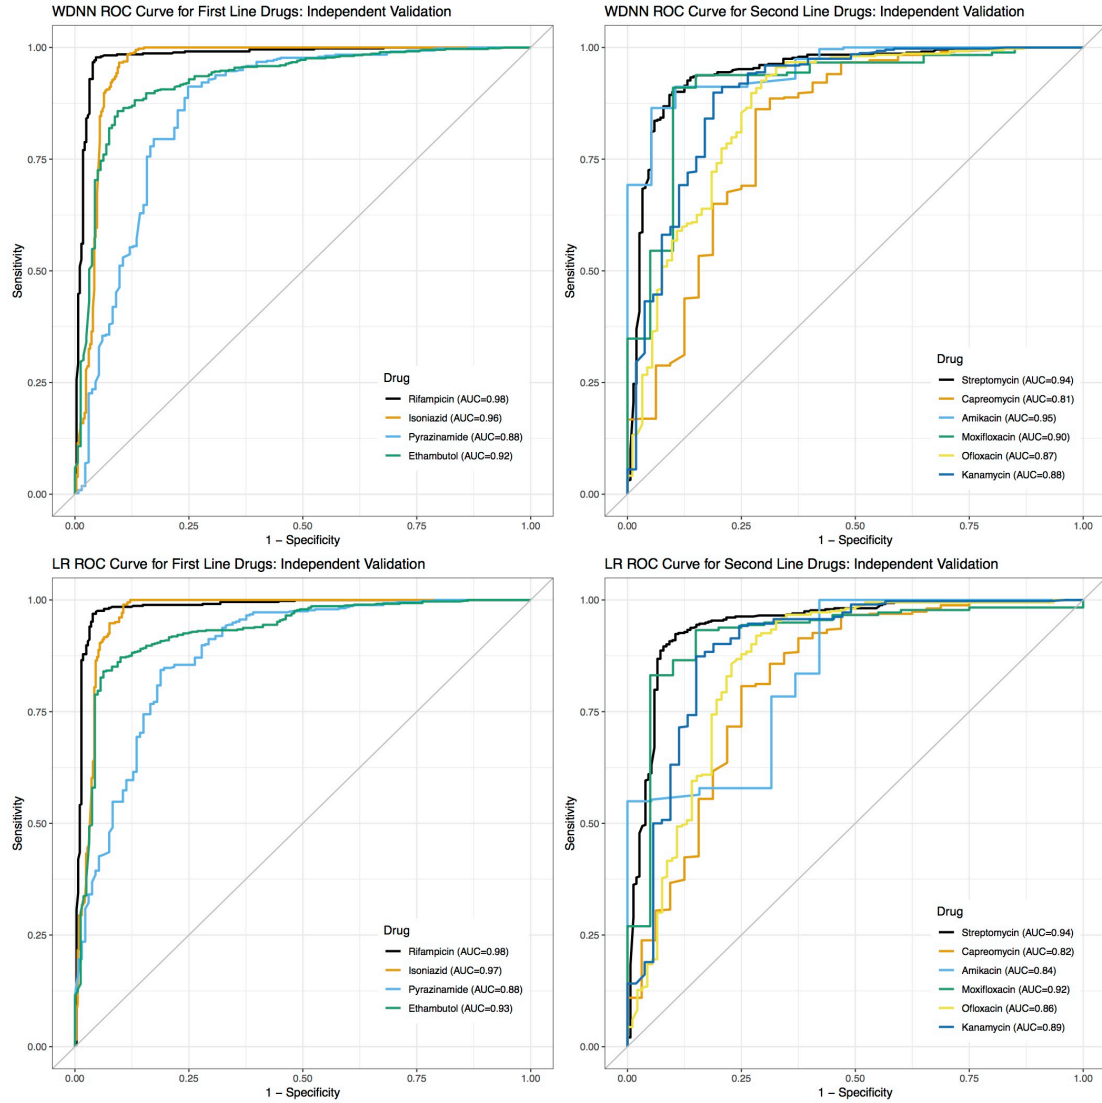 WDNN ROC Curve for First Line Drugs: Independent Validation
1.00
0.75
0.50
0.25
0.00
Sensitivity
Drug
Rifampicin (AUC=0.98)
Isoniazid (AUC=0.96)
Pyrazinamide (AUC=0.88)
Ethambutol (AUC=0.92)
0.00
0.25
0.50
0.75
1.00
1 − Specificity
WDNN ROC Curve for Second Line Drugs: Independent Validation
1.00
0.75
0.50
0.25
0.00
Sensitivity
Drug
Streptomycin (AUC=0.94)
Capreomycin (AUC=0.81)
Amikacin (AUC=0.95)
Moxifloxacin (AUC=0.90)
Ofloxacin (AUC=0.87)
Kanamycin (AUC=0.88)
0.00
0.25
0.50
0.75
1.00
1 − Specificity
LR ROC Curve for First Line Drugs: Independent Validation
1.00
0.75
0.50
0.25
0.00
Sensitivity
Drug
Rifampicin (AUC=0.98)
Isoniazid (AUC=0.97)
Pyrazinamide (AUC=0.88)
Ethambutol (AUC=0.93)
0.00
0.25
0.50
0.75
1.00
1 − Specificity
LR ROC Curve for Second Line Drugs: Independent Validation
1.00
0.75
0.50
0.25
0.00
Sensitivity
Drug
Streptomycin (AUC=0.94)
Capreomycin (AUC=0.82)
Amikacin (AUC=0.84)
Moxifloxacin (AUC=0.92)
Ofloxacin (AUC=0.86)
Kanamycin (AUC=0.89)
0.00
0.25
0.50
0.75
1.00
1 − Specificity